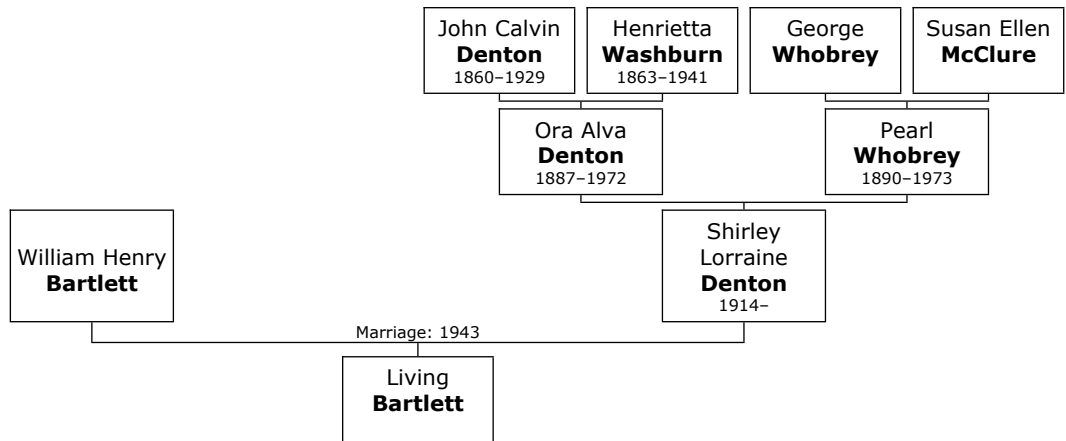 John Calvin
Denton
1860–1929
Henrietta
Washburn
1863–1941
George
Whobrey
Susan Ellen
McClure
Ora Alva
Denton
1887–1972
Pearl
Whobrey
1890–1973
William Henry
Bartlett
Shirley
Lorraine
Denton
1914–
Marriage: 1943
Living
Bartlett